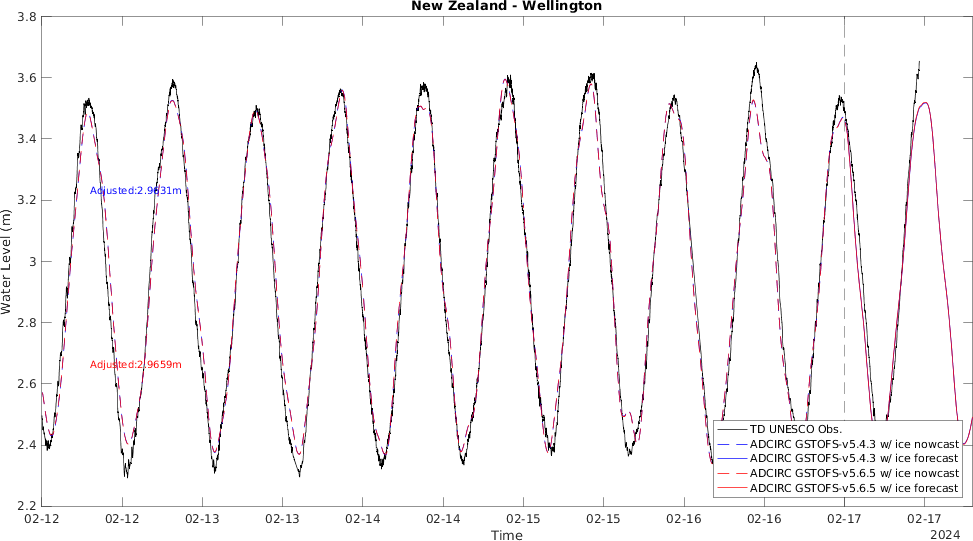 New Zealand - Wellington
3.8
3.6
3.4
3.2
3
2.8
2.6
2.4
2.2
Water Level (m)
Adjusted:2.9631m
Adjusted:2.9659m
TD UNESCO Obs.
ADCIRC GSTOFS-v5.4.3 w/ ice nowcast
ADCIRC GSTOFS-v5.4.3 w/ ice forecast
ADCIRC GSTOFS-v5.6.5 w/ ice nowcast
ADCIRC GSTOFS-v5.6.5 w/ ice forecast
02-12 02-12 02-13 02-13 02-14 02-14 02-15 02-15 02-16 02-16 02-17 02-17
Time
2024